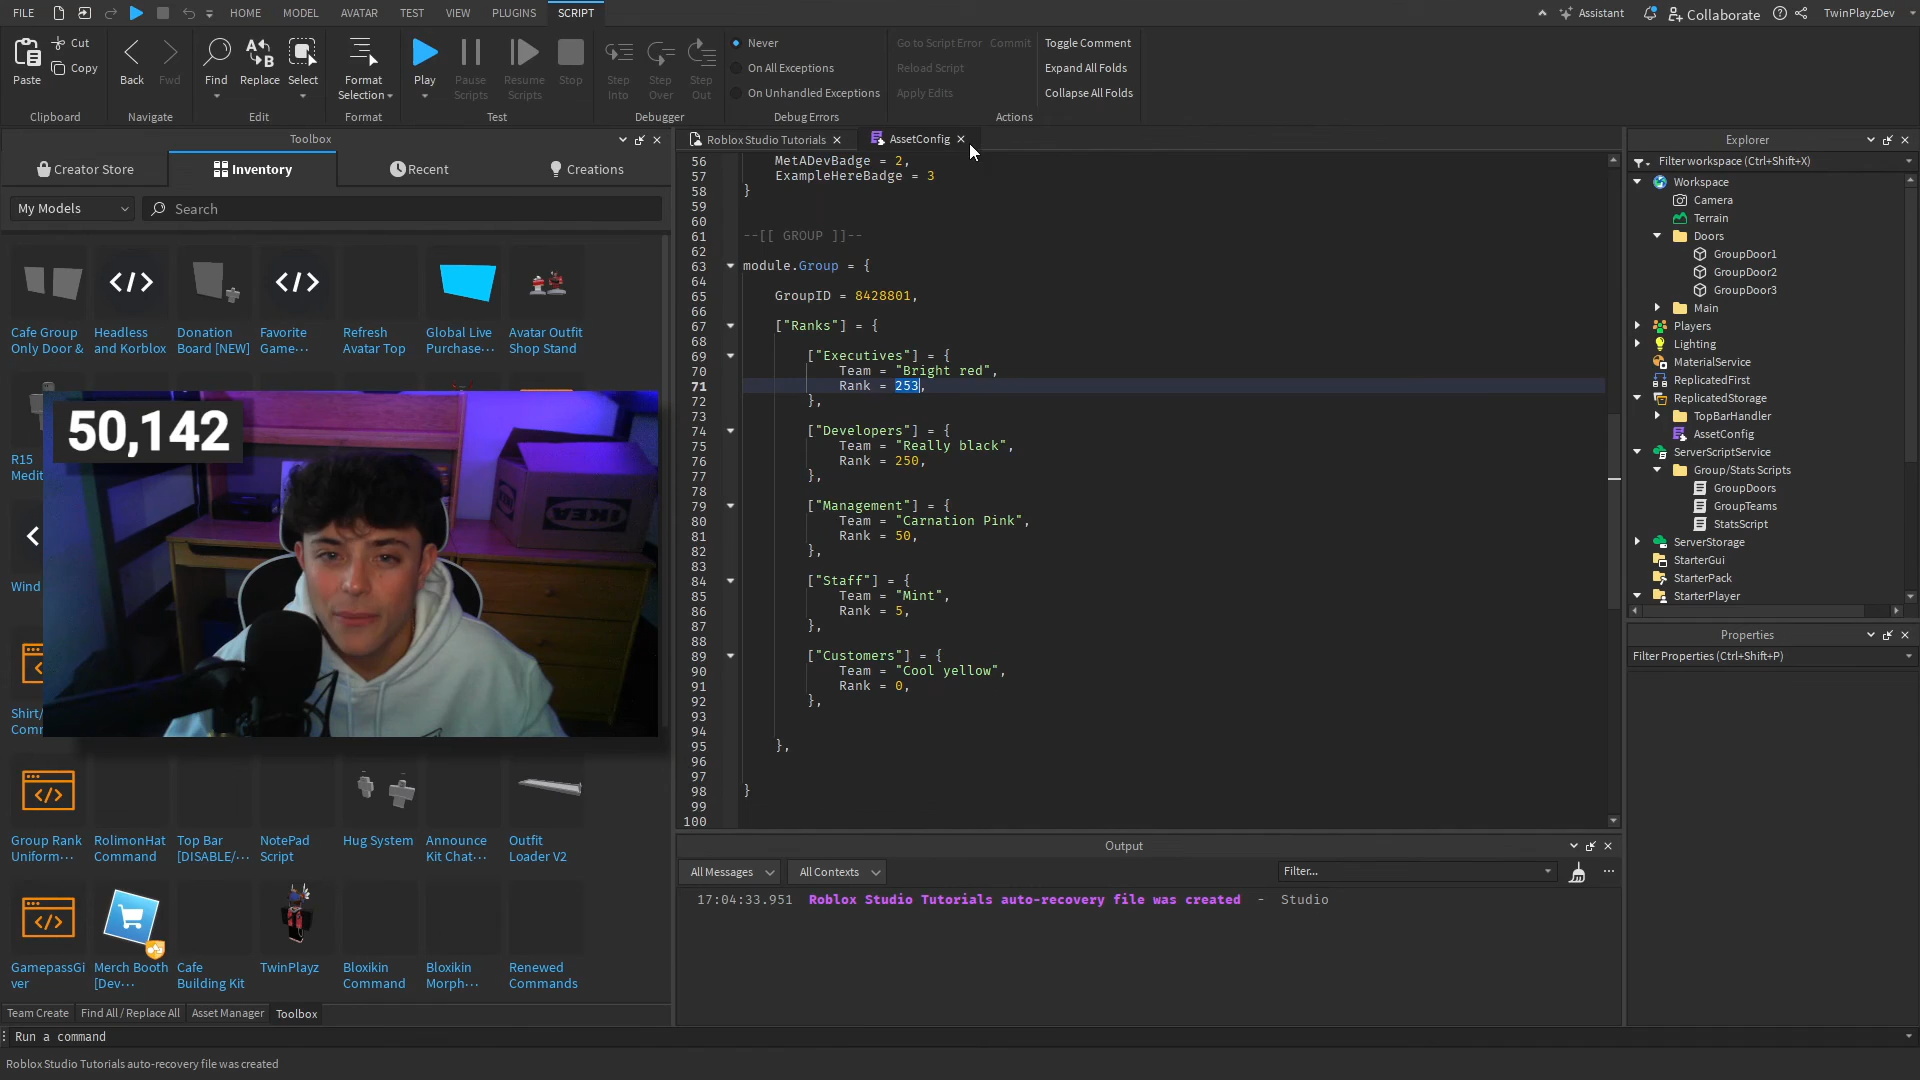 FILE
HOME
MODEL
AVATAR
TEST
VIEW
PLUGINS
SCRIPT
Assistant
Collaborate
TwinPlayzDev
Paste
Cut
Copy
Clipboard
Back
Fwd
Navigate
Find
Replace
Select
Edit
Format
Selection
Format
Play
Pause
Scripts
Resume
Scripts
Stop
Test
Step
Into
Step
Over
Step
Out
Debugger
Never
On All Exceptions
On Unhandled Exceptions
Debug Errors
Go to Script Error
Commit
Reload Script
Apply Edits
Toggle Comment
Expand All Folds
Collapse All Folds
Actions
Toolbox
Creator Store
Inventory
Recent
Creations
My Models
Search
Cafe Group
Only Door &
Headless
and Korblox
Donation
Board [NEW]
Favorite
Game···
Refresh
Avatar Top
Global Live
Purchase···
Avatar Outfit
Shop Stand
50,142
R15
Medit
IKEA
Wind
Shirt/
Comm
Group Rank
Uniform···
RolimonHat
Command
Top Bar
[DISABLE/···
NotePad
Script
Hug System
Announce
Kit Chat···
Outfit
Loader V2
GamepassGi
ver
Merch Booth
[Dev···
Cafe
Building Kit
TwinPlayz
Bloxikin
Command
Bloxikin
Morph···
Renewed
Commands
Team Create
Find All / Replace All
Asset Manager
Toolbox
Run a command
Roblox Studio Tutorials auto-recovery file was created
Roblox Studio Tutorials
AssetConfig
56 MetADevBadge = 2,
57 ExampleHereBadge = 3
58 }
59
60
61 --[[ GROUP ]]--
62
63 module.Group = {
64
65 GroupID = 8428801,
66
67 ["Ranks"] = {
68
69 ["Executives"] = {
70 Team = "Bright red",
71 Rank = 253,
72 },
73
74 ["Developers"] = {
75 Team = "Really black",
76 Rank = 250,
77 },
78
79 ["Management"] = {
80 Team = "Carnation Pink",
81 Rank = 50,
82 },
83
84 ["Staff"] = {
85 Team = "Mint",
86 Rank = 5,
87 },
88
89 ["Customers"] = {
90 Team = "Cool yellow",
91 Rank = 0,
92 },
93
94
95 },
96
97
98 }
99
100
Output
All Messages
All Contexts
Filter...
17:04:33.951 Roblox Studio Tutorials auto-recovery file was created - Studio
Explorer
Filter workspace (Ctrl+Shift+X)
Workspace
Camera
Terrain
Doors
GroupDoor1
GroupDoor2
GroupDoor3
Main
Players
Lighting
MaterialService
ReplicatedFirst
ReplicatedStorage
TopBarHandler
AssetConfig
ServerScriptService
Group/Stats Scripts
GroupDoors
GroupTeams
StatsScript
ServerStorage
StarterGui
StarterPack
StarterPlayer
Properties
Filter Properties (Ctrl+Shift+P)